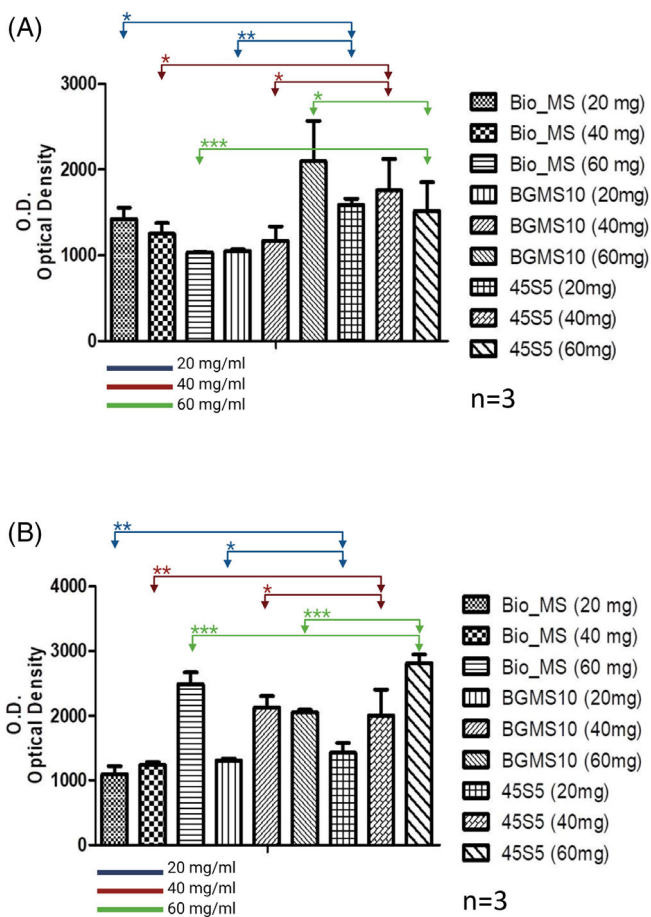 (A)
*
**
*
*
*
***
3000
2000
1000
0
O.D.
Optical Density
Bio_MS (20 mg)
Bio_MS (40 mg)
Bio_MS (60 mg)
BGMS10 (20mg)
BGMS10 (40mg)
BGMS10 (60mg)
45S5 (20mg)
45S5 (40mg)
45S5 (60mg)
20 mg/ml
40 mg/ml
60 mg/ml
n=3
(B)
**
*
**
*
***
***
4000
3000
2000
1000
0
O.D.
Optical Density
Bio_MS (20 mg)
Bio_MS (40 mg)
Bio_MS (60 mg)
BGMS10 (20mg)
BGMS10 (40mg)
BGMS10 (60mg)
45S5 (20mg)
45S5 (40mg)
45S5 (60mg)
20 mg/ml
40 mg/ml
60 mg/ml
n=3